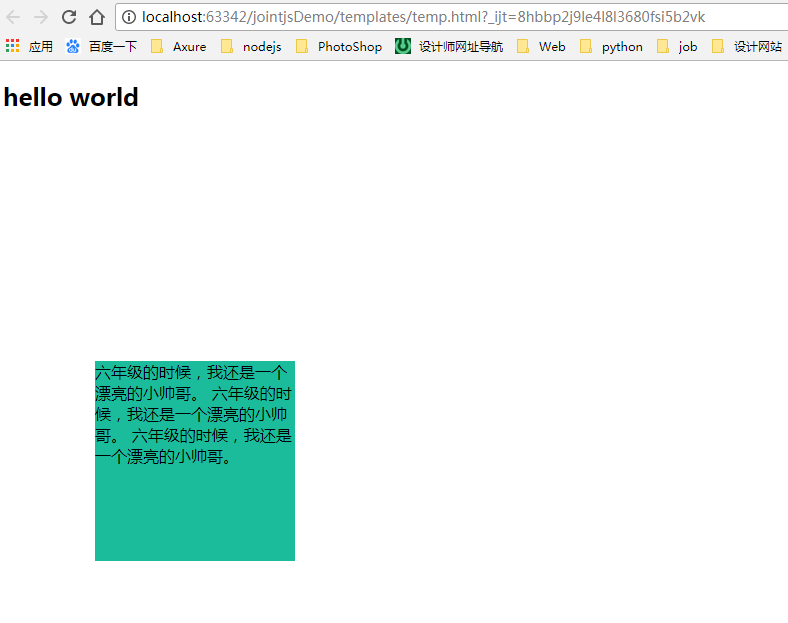 localhost:63342/jointjsDemo/templates/temp.html?_ijt=8hbbp2j9le4l8l3680fsi5b2vk
应用 百度一下 Axure nodejs PhotoShop 设计师网址导航 Web python job 设计网站
hello world
六年级的时候，我还是一个
漂亮的小帅哥。 六年级的时
候，我还是一个漂亮的小帅
哥。 六年级的时候，我还是
一个漂亮的小帅哥。